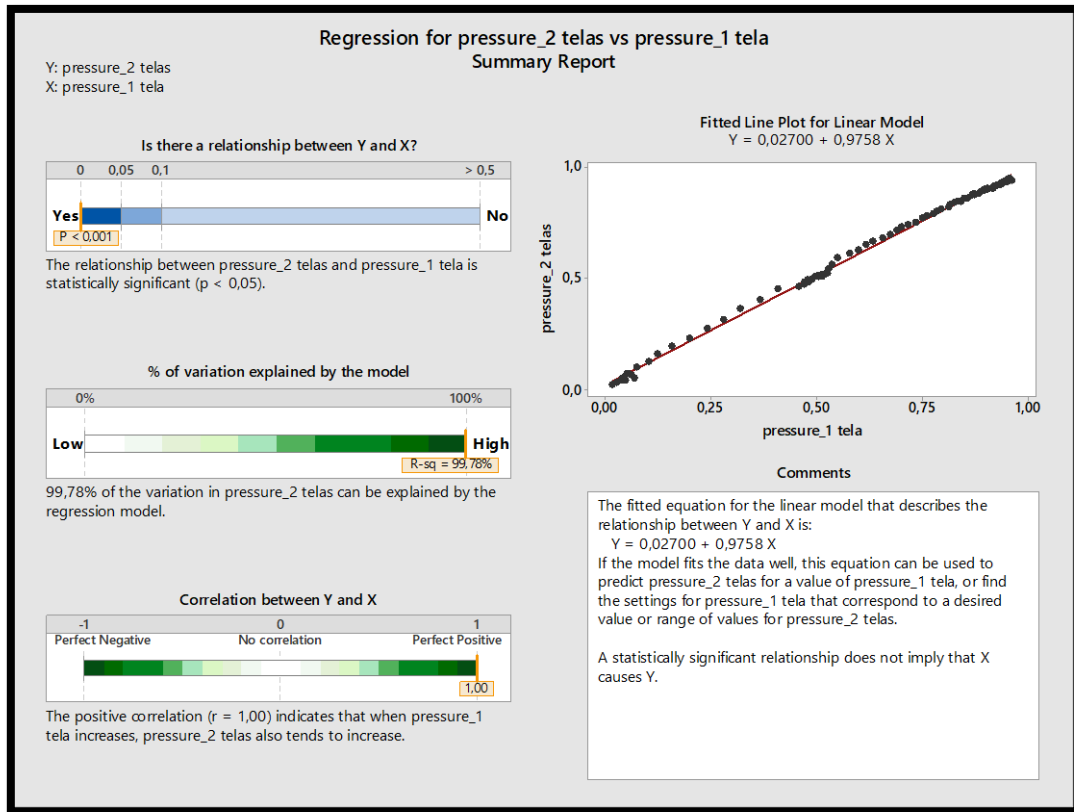 Regression for pressure_2 telas vs pressure_1 tela
Summary Report
Y: pressure_2 telas
X: pressure_1 tela
Is there a relationship between Y and X?
0 0,05 0,1 > 0,5
Yes No
P < 0,001
The relationship between pressure_2 telas and pressure_1 tela is
statistically significant (p < 0,05).
% of variation explained by the model
0% 100%
Low High
R-sq = 99,78%
99,78% of the variation in pressure_2 telas can be explained by the
regression model.
Correlation between Y and X
-1 0 1
Perfect Negative No correlation Perfect Positive
1,00
The positive correlation (r = 1,00) indicates that when pressure_1
tela increases, pressure_2 telas also tends to increase.
Fitted Line Plot for Linear Model
Y = 0,02700 + 0,9758 X
1,0
0,5
0,0
pressure_2 telas
0,00 0,25 0,50 0,75 1,00
pressure_1 tela
Comments
The fitted equation for the linear model that describes the
relationship between Y and X is:
Y = 0,02700 + 0,9758 X
If the model fits the data well, this equation can be used to
predict pressure_2 telas for a value of pressure_1 tela, or find
the settings for pressure_1 tela that correspond to a desired
value or range of values for pressure_2 telas.
A statistically significant relationship does not imply that X
causes Y.